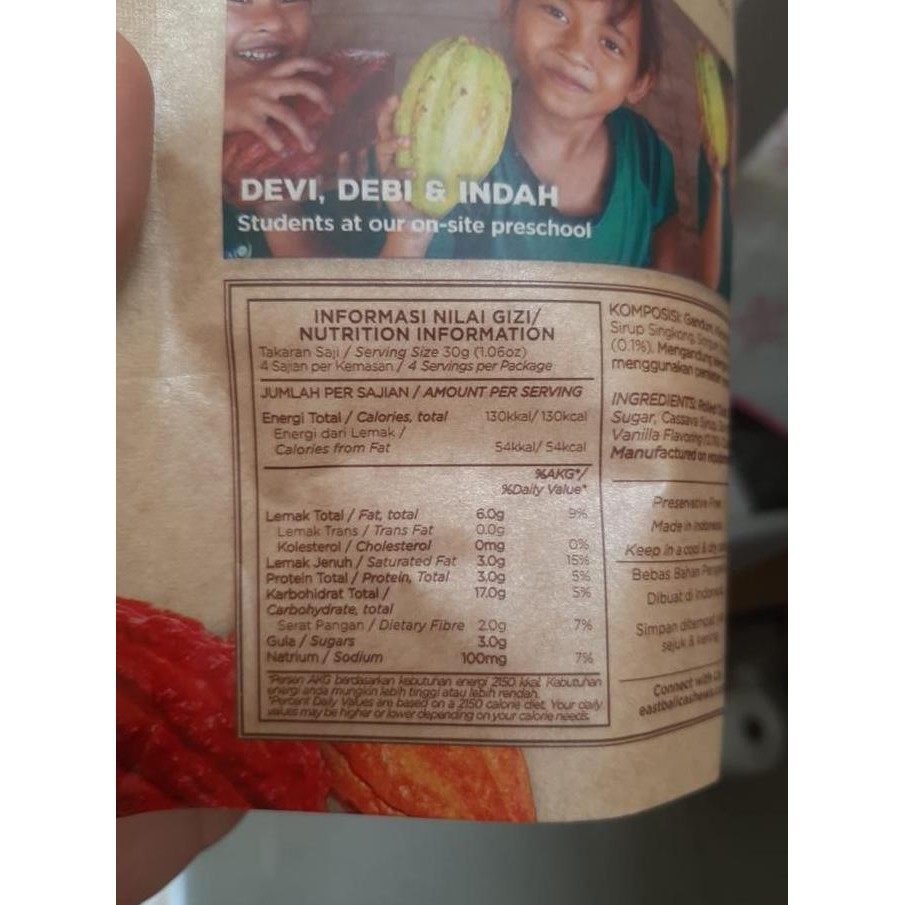 DEVI, DEBI & INDAH
Students at our on-site preschool
INFORMASI NILAI GIZI/
NUTRITION INFORMATION
Takaran Saji / Serving Size 30g (1.06oz)
4 Sajian per Kemasan / 4 Servings per Package
JUMLAH PER SAJIAN / AMOUNT PER SERVING
Energi Total / Calories, total 130kkal/ 130kcal
Energi dari Lemak /
Calories from Fat 54kkal/ 54kcal
%AKG*/
%Daily Value*
Lemak Total / Fat, total 6.0g 9%
Lemak Trans / Trans Fat 0.0g
Kolesterol / Cholesterol 0mg 0%
Lemak Jenuh / Saturated Fat 3.0g 15%
Protein Total / Protein, Total 3.0g 5%
Karbohidrat Total / 17.0g 5%
Carbohydrate, total
Serat Pangan / Dietary Fibre 2.0g 7%
Gula / Sugars 3.0g
Natrium / Sodium 100mg 7%
*Persen AKG berdasarkan kebutuhan energi 2150 kkal. Kebutuhan
energi anda mungkin lebih tinggi atau lebih rendah.
*Percent Daily Values are based on a 2150 calorie diet. Your daily
values may be higher or lower depending on your calorie needs.
KOMPOSISI: Gandum
Sirup Singkong,
(0.1%). Mengandung
menggunakan
INGREDIENTS: Rolled
Sugar, Cassava Syrup,
Vanilla Flavoring
Manufactured on
Preservative Free
Made in Indonesia
Keep in a cool & dry
Bebas Bahan
Dibuat di Indonesia
Simpan ditempat
sejuk & kering
Connect with